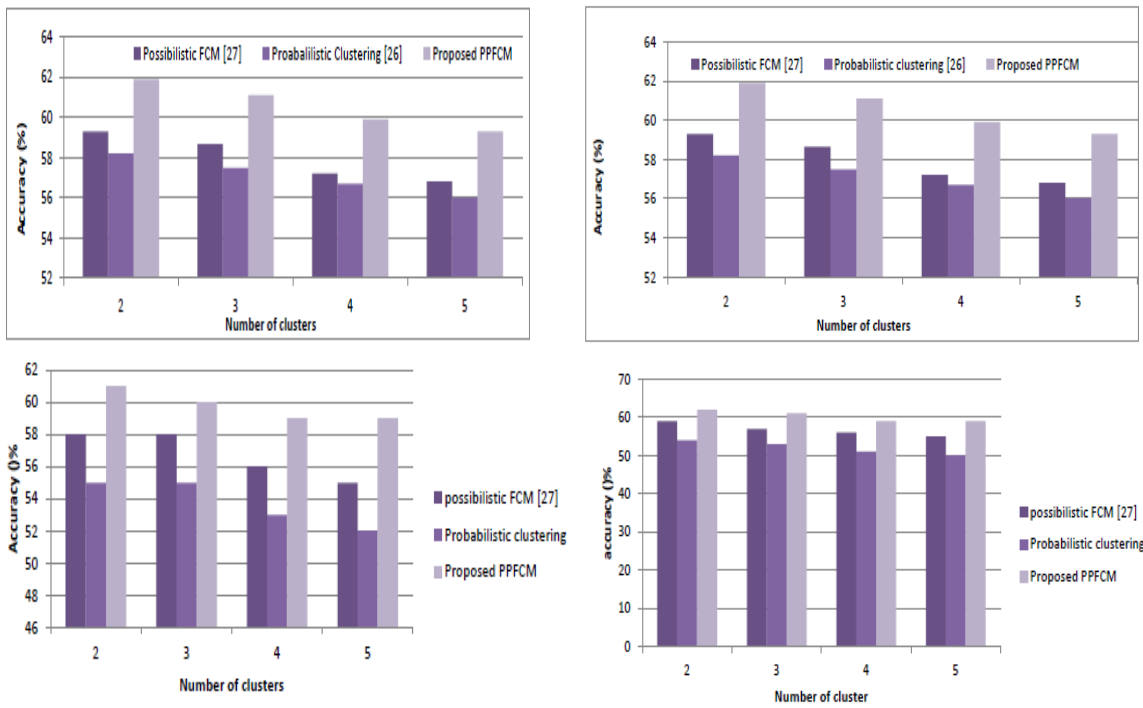 64
62
60
58
56
54
52
Accuracy (%)
Possibilistic FCM [27] Proabalilistic Clustering [26] Proposed PPFCM
2 3 4 5
Number of clusters
64
62
60
58
56
54
52
Accuracy (%)
Possibilistic FCM [27] Probabilistic clustering [26] Proposed PPFCM
2 3 4 5
Number of clusters
62
60
58
56
54
52
50
48
46
Accuracy ()%
possibilistic FCM [27]
Probabilistic clustering
Proposed PPFCM
2 3 4 5
Number of clusters
70
60
50
40
30
20
10
0
accuracy ()%
possibilistic FCM [27]
Probabilistic clustering
Proposed PPFCM
2 3 4 5
Number of cluster